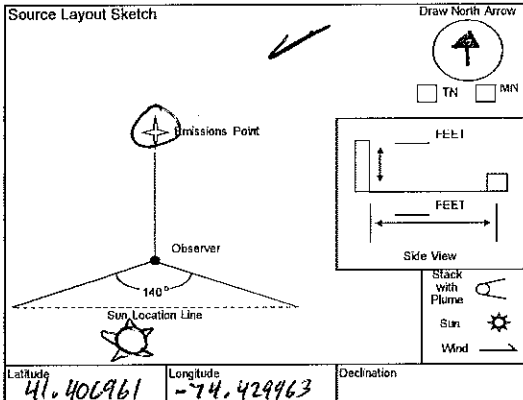 Source Layout Sketch
Draw North Arrow
TN MN
Emissions Point
FEET
FEET
Side View
Observer
140°
Sun Location Line
Stack
with
Plume
Sun
Wind
Latitude Longitude Declination
41.406961 -74.429963